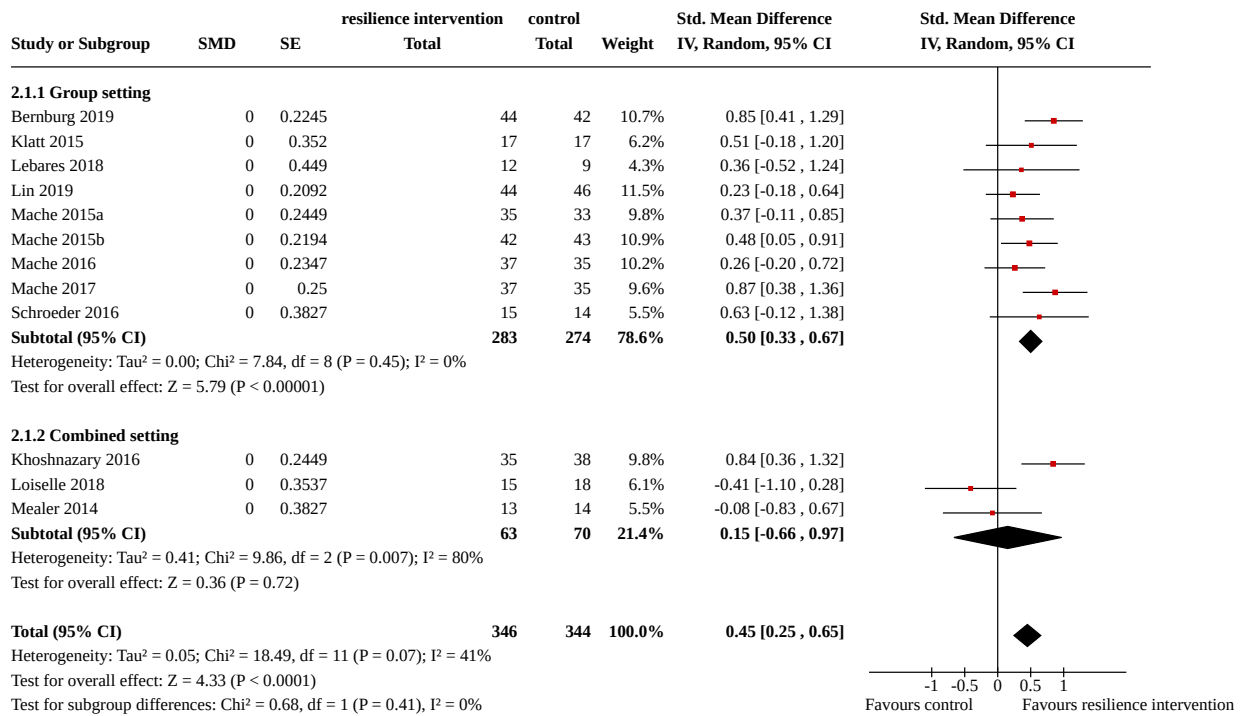 resilience intervention control Std. Mean Difference Std. Mean Difference
Study or Subgroup SMD SE Total Total Weight IV, Random, 95% CI IV, Random, 95% CI
2.1.1 Group setting
Bernburg 2019 0 0.2245 44 42 10.7% 0.85 [0.41 , 1.29]
Klatt 2015 0 0.352 17 17 6.2% 0.51 [-0.18 , 1.20]
Lebares 2018 0 0.449 12 9 4.3% 0.36 [-0.52 , 1.24]
Lin 2019 0 0.2092 44 46 11.5% 0.23 [-0.18 , 0.64]
Mache 2015a 0 0.2449 35 33 9.8% 0.37 [-0.11 , 0.85]
Mache 2015b 0 0.2194 42 43 10.9% 0.48 [0.05 , 0.91]
Mache 2016 0 0.2347 37 35 10.2% 0.26 [-0.20 , 0.72]
Mache 2017 0 0.25 37 35 9.6% 0.87 [0.38 , 1.36]
Schroeder 2016 0 0.3827 15 14 5.5% 0.63 [-0.12 , 1.38]
Subtotal (95% CI) 283 274 78.6% 0.50 [0.33 , 0.67]
Heterogeneity: Tau² = 0.00; Chi² = 7.84, df = 8 (P = 0.45); I² = 0%
Test for overall effect: Z = 5.79 (P < 0.00001)
2.1.2 Combined setting
Khoshnazary 2016 0 0.2449 35 38 9.8% 0.84 [0.36 , 1.32]
Loiselle 2018 0 0.3537 15 18 6.1% -0.41 [-1.10 , 0.28]
Mealer 2014 0 0.3827 13 14 5.5% -0.08 [-0.83 , 0.67]
Subtotal (95% CI) 63 70 21.4% 0.15 [-0.66 , 0.97]
Heterogeneity: Tau² = 0.41; Chi² = 9.86, df = 2 (P = 0.007); I² = 80%
Test for overall effect: Z = 0.36 (P = 0.72)
Total (95% CI) 346 344 100.0% 0.45 [0.25 , 0.65]
Heterogeneity: Tau² = 0.05; Chi² = 18.49, df = 11 (P = 0.07); I² = 41%
Test for overall effect: Z = 4.33 (P < 0.0001) -1 -0.5 0 0.5 1
Test for subgroup differences: Chi² = 0.68, df = 1 (P = 0.41), I² = 0% Favours control Favours resilience intervention